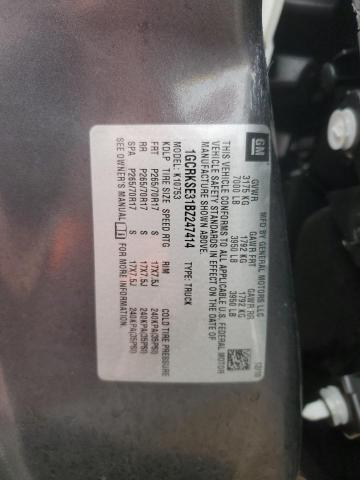 GM MFD BY GENERAL MOTORS LLC 12/10
GVWR GAWR FRT GAWR RG
3175 KG 1792 KG 1792 KG
7000 LB 3950 LB 3950 LB
THIS VEHICLE CONFORMS TO ALL APPLICABLE U.S. FEDERAL MOTOR
VEHICLE SAFETY STANDARDS IN EFFECT ON THE DATE OF
MANUFACTURE SHOWN ABOVE.
1GCRKSE31BZ247414 TYPE: TRUCK
MODEL: K10753
KDLP TIRE SIZE SPEED RTG RIM COLD TIRE PRESSURE
FRT P265/70R17 S 17X7.5J 240KPA(35PSI)
RR P265/70R17 S 17X7.5J 240KPA(35PSI)
SPA P265/70R17 S 17X7.5J 240KPA(35PSI)
SEE OWNER'S MANUAL